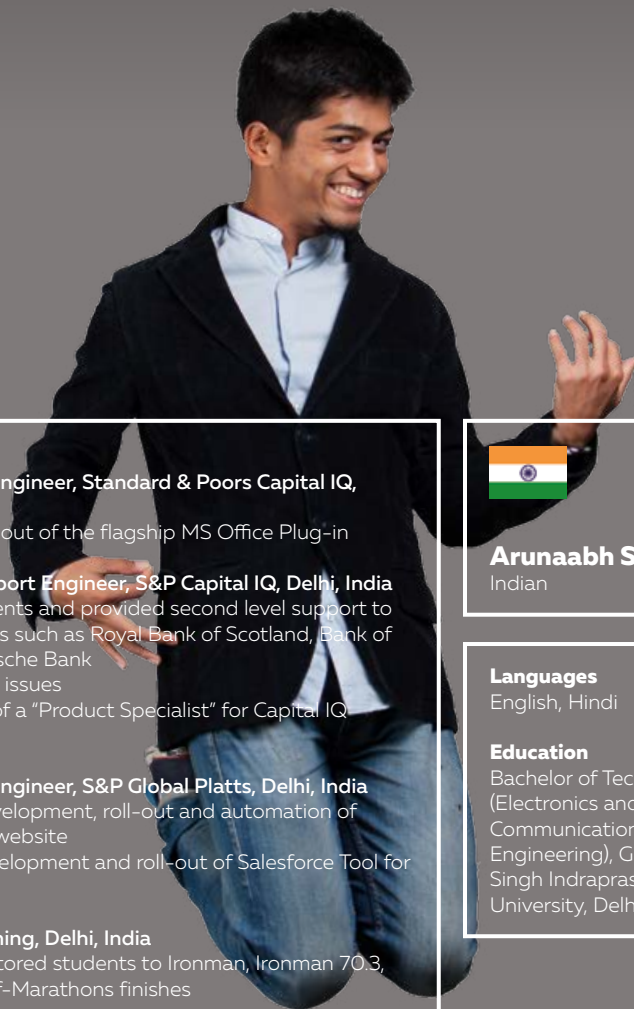 ngineer, Standard & Poors Capital IQ,
out of the flagship MS Office Plug-in
port Engineer, S&P Capital IQ, Delhi, India
ents and provided second level support to
s such as Royal Bank of Scotland, Bank of
sche Bank
issues
of a “Product Specialist” for Capital IQ
ngineer, S&P Global Platts, Delhi, India
velopment, roll-out and automation of
website
elopment and roll-out of Salesforce Tool for
ning, Delhi, India
tored students to Ironman, Ironman 70.3,
f-Marathons finishes
Arunaabh S
Indian
Languages
English, Hindi
Education
Bachelor of Tec
(Electronics and
Communication
Engineering), G
Singh Indrapras
University, Delh